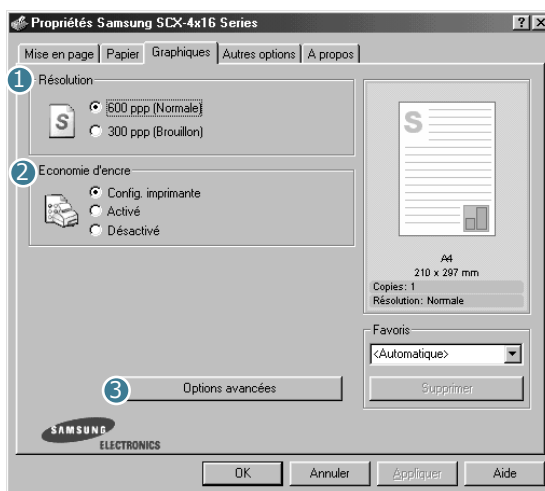 Propriétés Samsung SCX-4x16 Series
Mise en page Papier Graphiques Autres options A propos
1 Résolution
600 ppp (Normale)
300 ppp (Brouillon)
S
2 Economie d'encre
Config. imprimante
Activé
Désactivé
3 Options avancées
SAMSUNG
ELECTRONICS
S
A4
210 x 297 mm
Copies: 1
Résolution: Normale
Favoris
<Automatique>
Supprimer
OK Annuler Appliquer Aide